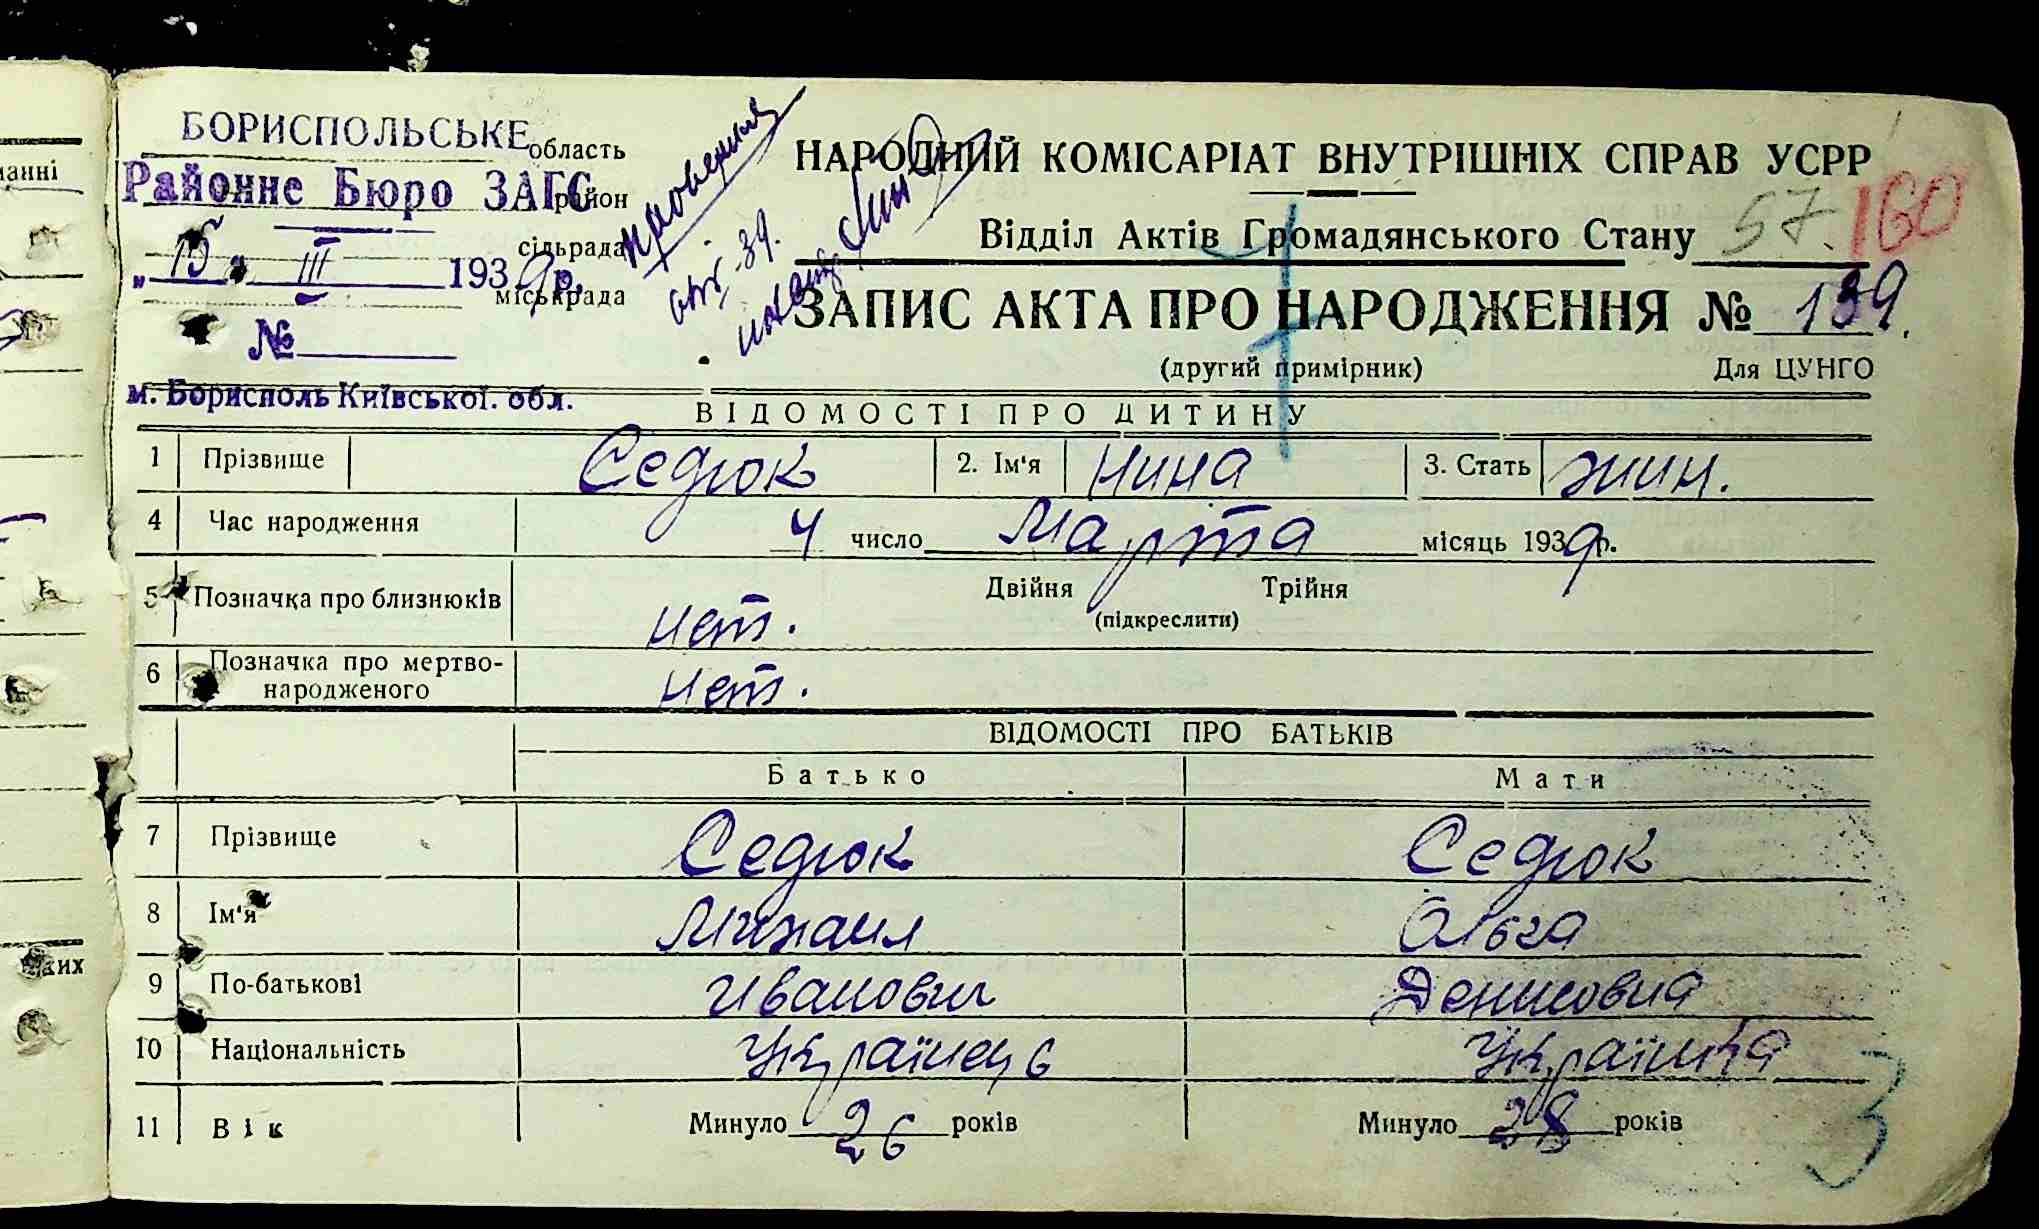 БОРИСПОЛЬСЬКЕ
область
Районне Бюро ЗАГС
район
сільрада
„ 15 " III 1939 р.
міськрада
№
м. Бориспіль Київської. обл.
проверения
НАРОДНИЙ КОМІСАРІАТ ВНУТРІШНІХ СПРАВ УСРР
57. 160
Відділ Актів Громадянського Стану
ЗАПИС АКТА ПРО НАРОДЖЕННЯ № 139.
(другий примірник) Для ЦУНГО
ВІДОМОСТІ ПРО ДИТИНУ
1 Прізвище Седюк 2. Ім'я Нина 3. Стать жин.
4 Час народження 4 число Марта місяць 1939 р.
5 Позначка про близнюків нет. Двійня Трійня
(підкреслити)
6 Позначка про мертво-
народженого нет.
ВІДОМОСТІ ПРО БАТЬКІВ
Батько Мати
7 Прізвище Седюк Седюк
8 Ім'я Михаил Ольга
9 По-батькові Иванович Денисовна
10 Національність Українець Українка
11 Вік Минуло 26 років Минуло 28 років
3